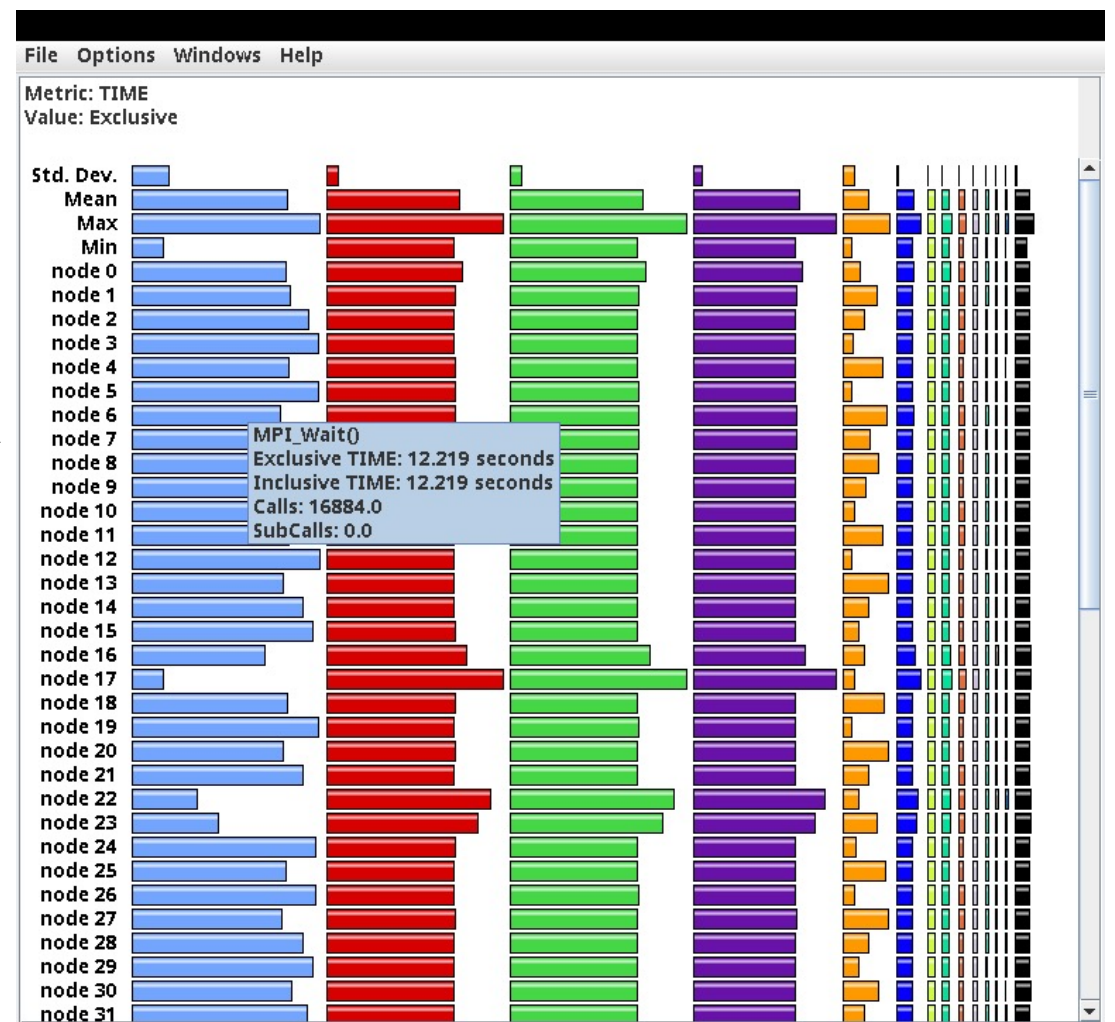 File Options Windows Help
Metric: TIME
Value: Exclusive
Std. Dev.
Mean
Max
Min
node 0
node 1
node 2
node 3
node 4
node 5
node 6
node 7
node 8
node 9
node 10
node 11
node 12
node 13
node 14
node 15
node 16
node 17
node 18
node 19
node 20
node 21
node 22
node 23
node 24
node 25
node 26
node 27
node 28
node 29
node 30
node 31
MPI_Wait()
Exclusive TIME: 12.219 seconds
Inclusive TIME: 12.219 seconds
Calls: 16884.0
SubCalls: 0.0